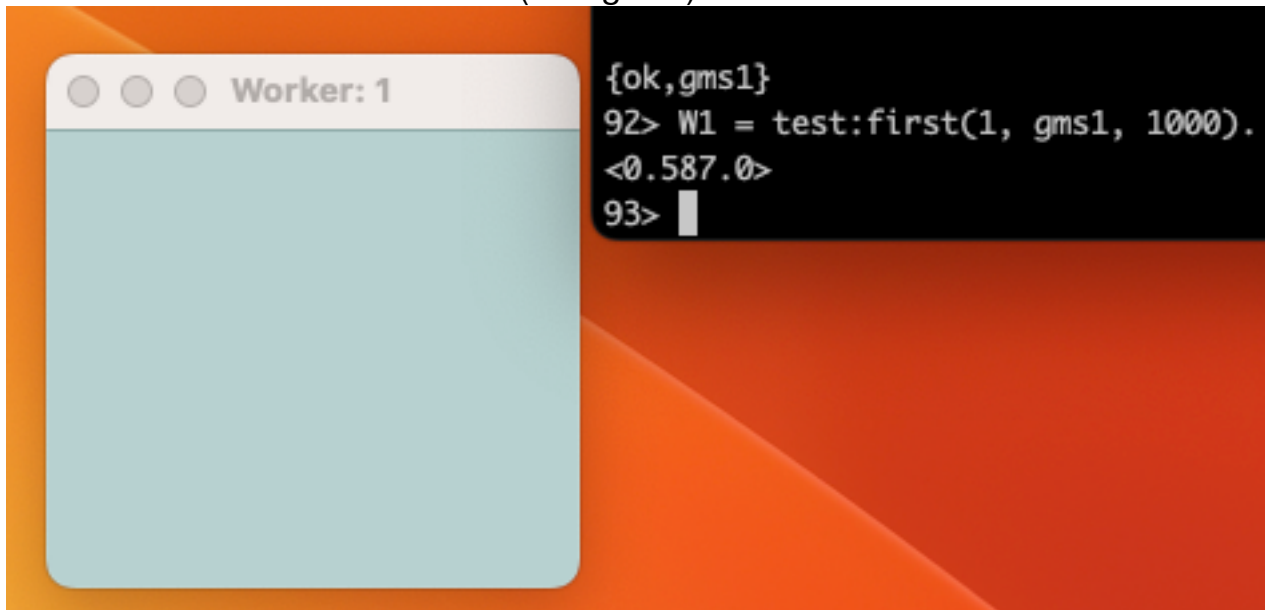 Worker: 1
{ok,gms1}
92> W1 = test:first(1, gms1, 1000).
<0.587.0>
93>